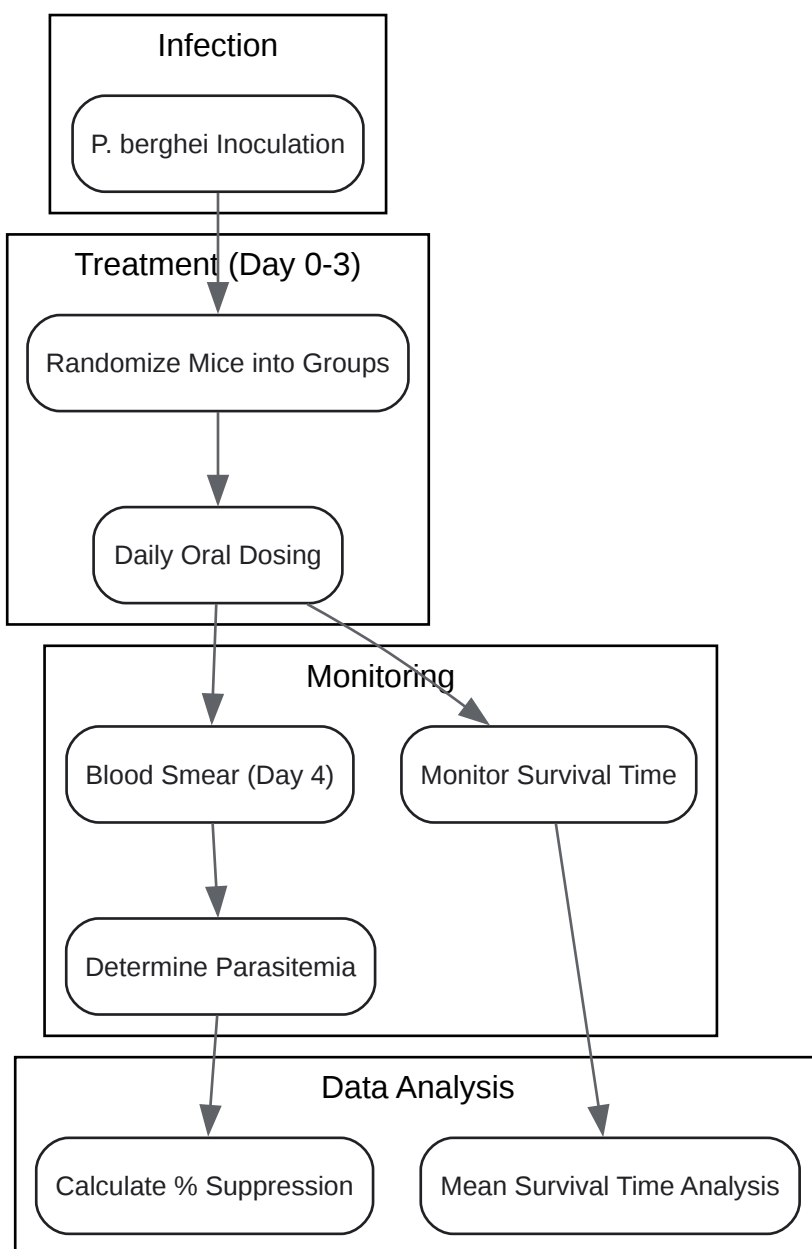 Infection
P. berghei Inoculation
Treatment (Day 0-3)
Randomize Mice into Groups
Daily Oral Dosing
Monitoring
Blood Smear (Day 4)
Monitor Survival Time
Determine Parasitemia
Data Analysis
Calculate % Suppression
Mean Survival Time Analysis